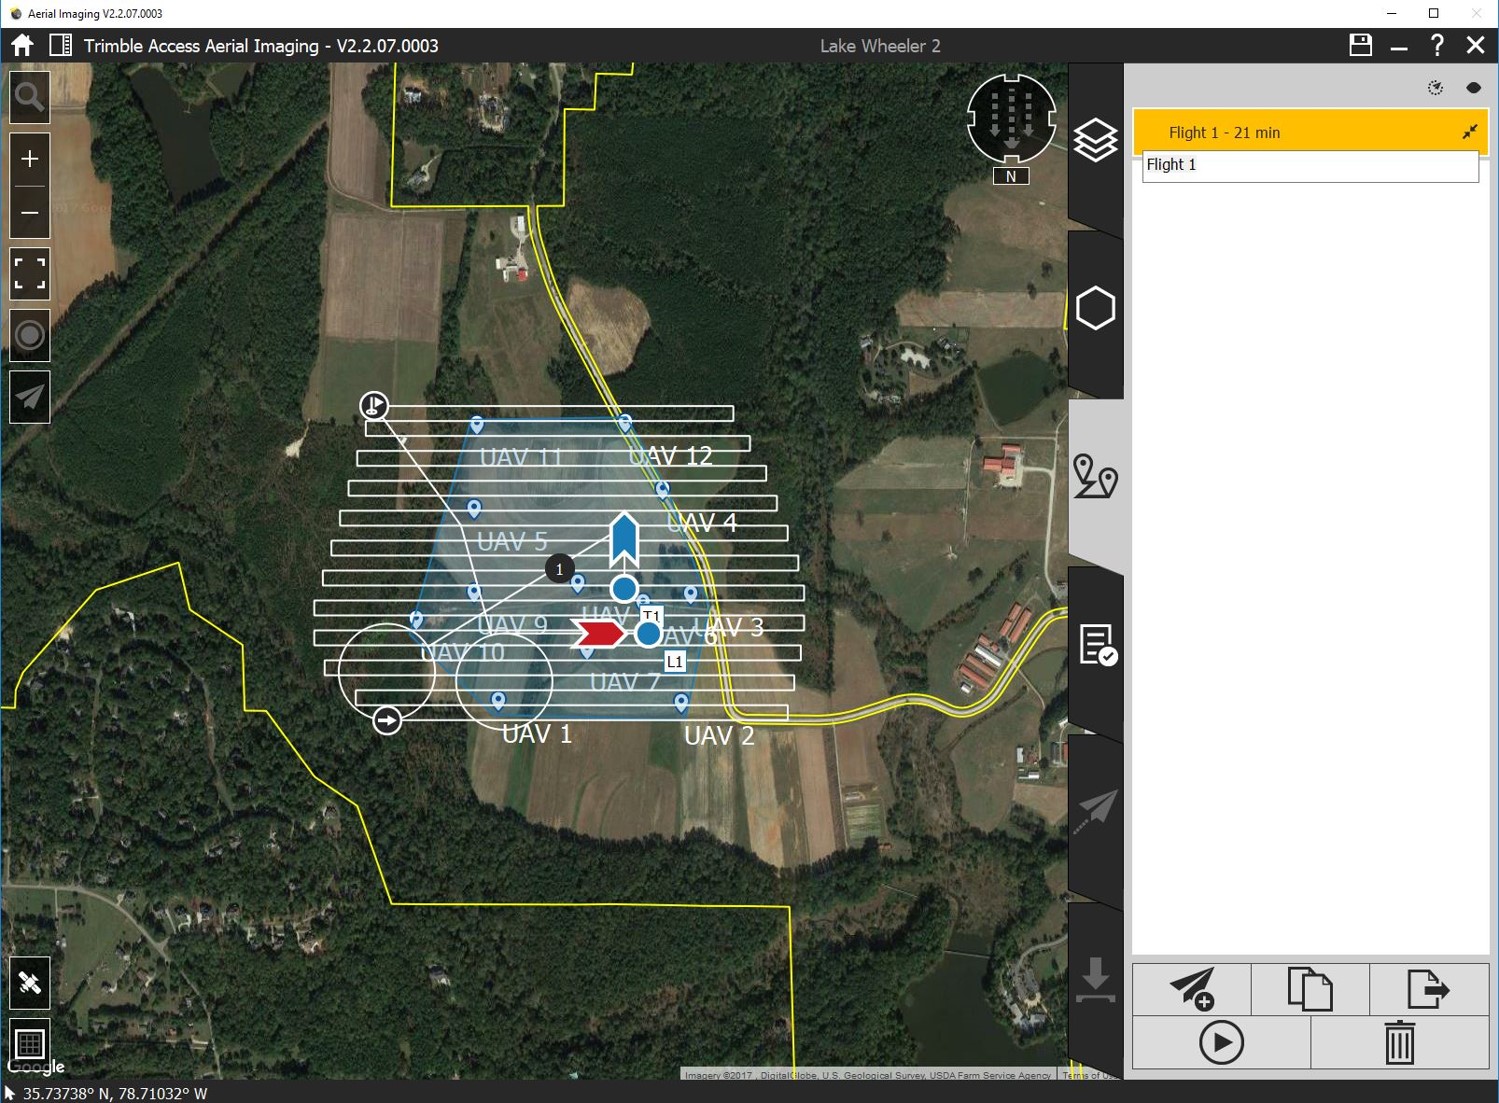 Aerial Imaging V2.2.07.0003
Trimble Access Aerial Imaging - V2.2.07.0003
Lake Wheeler 2
N
Flight 1 - 21 min
Flight 1
UAV 11
UAV 12
UAV 4
UAV 5
1
UAV
T1
UAV 9
UAV 6
UAV 3
UAV 10
L1
UAV 7
UAV 1
UAV 2
Google
Imagery ©2017 , DigitalGlobe, U.S. Geological Survey, USDA Farm Service Agency
Terms of Us
35.73738° N, 78.71032° W